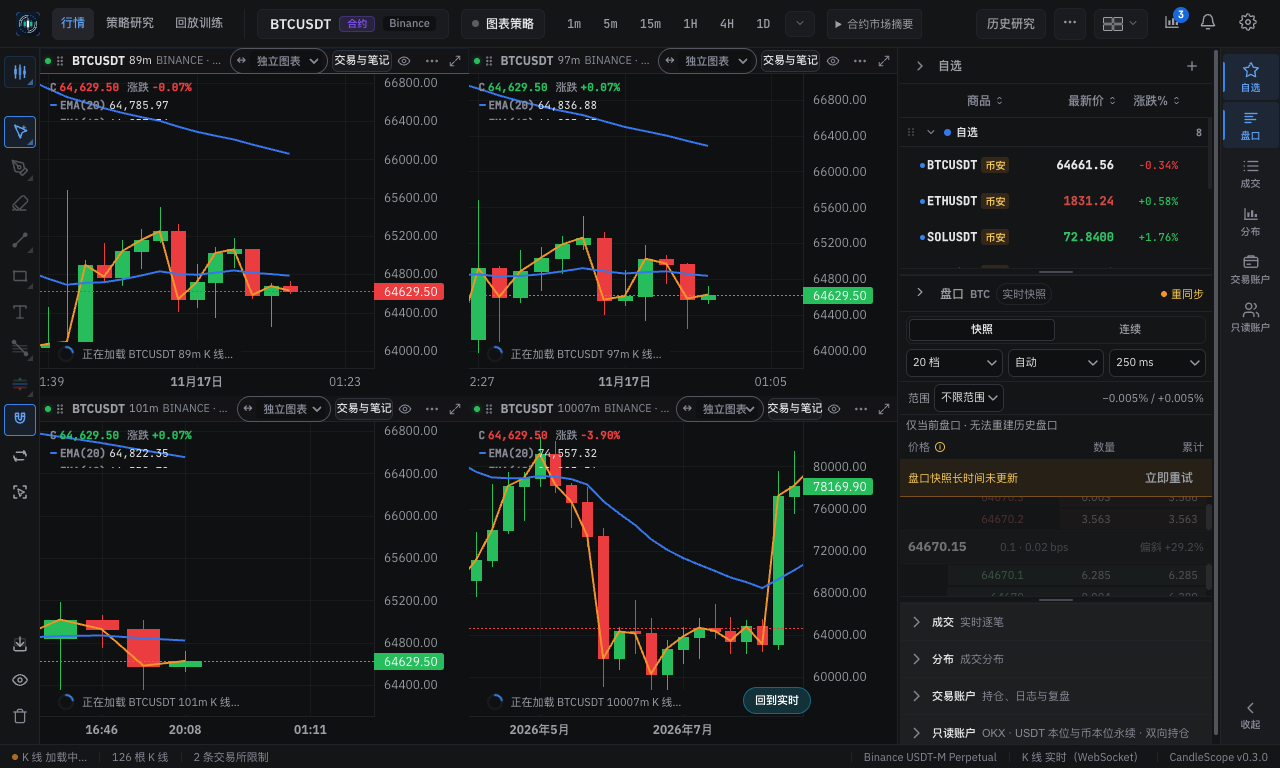 行情 策略研究 回放训练 BTCUSDT 合约 Binance 图表策略 1m 5m 15m 1H 4H 1D 合约市场摘要 历史研究 3
BTCUSDT 89m BINANCE · ... 独立图表 交易与笔记
C 64,629.50 涨跌 -0.07%
EMA(20) 64,785.97
66800.00
66400.00
66000.00
65600.00
65200.00
64800.00
64629.50
64400.00
64000.00
正在加载 BTCUSDT 89m K 线...
1:39 11月17日 01:23
BTCUSDT 97m BINANCE · ... 独立图表 交易与笔记
C 64,629.50 涨跌 +0.07%
EMA(20) 64,836.88
66800.00
66400.00
66000.00
65600.00
65200.00
64800.00
64629.50
64400.00
64000.00
正在加载 BTCUSDT 97m K 线...
2:27 11月17日 01:05
BTCUSDT 101m BINANCE · ... 独立图表 交易与笔记
C 64,629.50 涨跌 +0.07%
EMA(20) 64,822.35
66800.00
66400.00
66000.00
65600.00
65200.00
64800.00
64629.50
64400.00
正在加载 BTCUSDT 101m K 线...
16:46 20:08 01:11
BTCUSDT 10007m BINANCE · ... 独立图表 交易与笔记
C 64,629.50 涨跌 -3.90%
EMA(20) 74,557.32
80000.00
78169.90
76000.00
72000.00
68000.00
64000.00
60000.00
正在加载 BTCUSDT 10007m K 线...
回到实时
2026年5月 2026年7月
自选
商品 最新价 涨跌%
自选 8
BTCUSDT 币安 64661.56 -0.34%
ETHUSDT 币安 1831.24 +0.58%
SOLUSDT 币安 72.8400 +1.76%
盘口 BTC 实时快照 重同步
快照 连续
20 档 自动 250 ms
范围 不限范围 −0.005% / +0.005%
仅当前盘口 · 无法重建历史盘口
价格 数量 累计
盘口快照长时间未更新 立即重试
64670.2 3.563 3.563
64670.15 0.1 · 0.02 bps 偏斜 +29.2%
64670.1 6.285 6.285
成交 实时逐笔
分布 成交分布
交易账户 持仓、日志与复盘
只读账户 OKX · USDT 本位与币本位永续 · 双向持仓
自选
盘口
成交
分布
交易账户
只读账户
收起
K 线 加载中... 126 根 K 线 2 条交易所限制 Binance USDT-M Perpetual K 线 实时（WebSocket） CandleScope v0.3.0